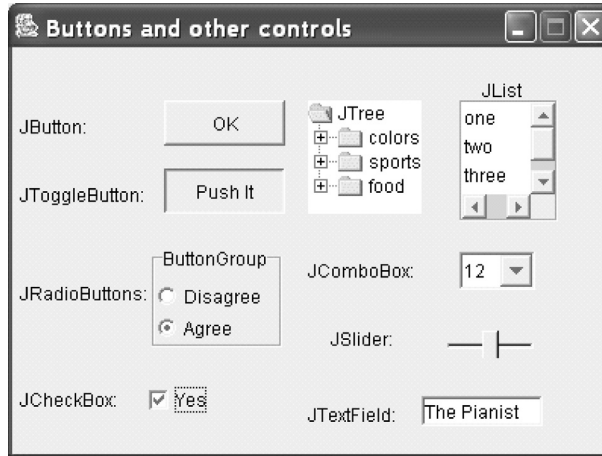 Buttons and other controls
JButton:
OK
JToggleButton:
Push It
JRadioButtons:
ButtonGroup
Disagree
Agree
JCheckBox:
Yes
JTree
colors
sports
food
JList
one
two
three
JComboBox:
12
JSlider:
JTextField:
The Pianist